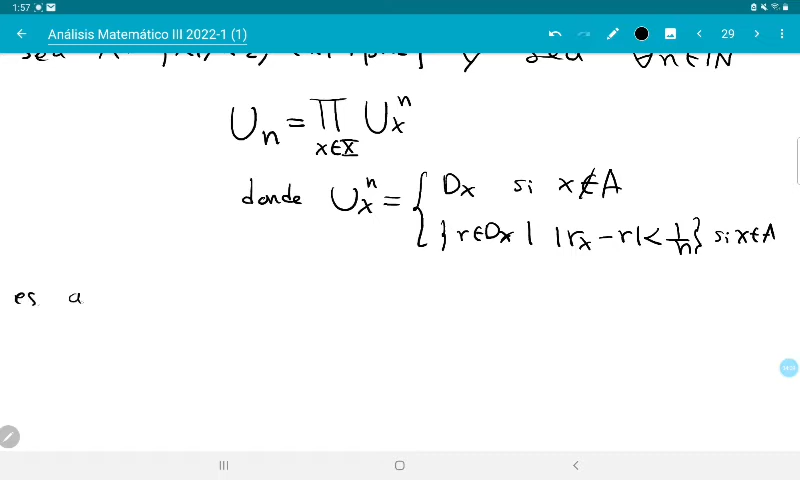 1:57
Análisis Matemático III 2022-1 (1)
29
y sea ∀n∈ℕ
U_n = ∏_{x∈X} U_x^n
donde U_x^n = { D_x si x∉A
{r∈D_x | |r_x - r| < 1/n} si x∈A
es a